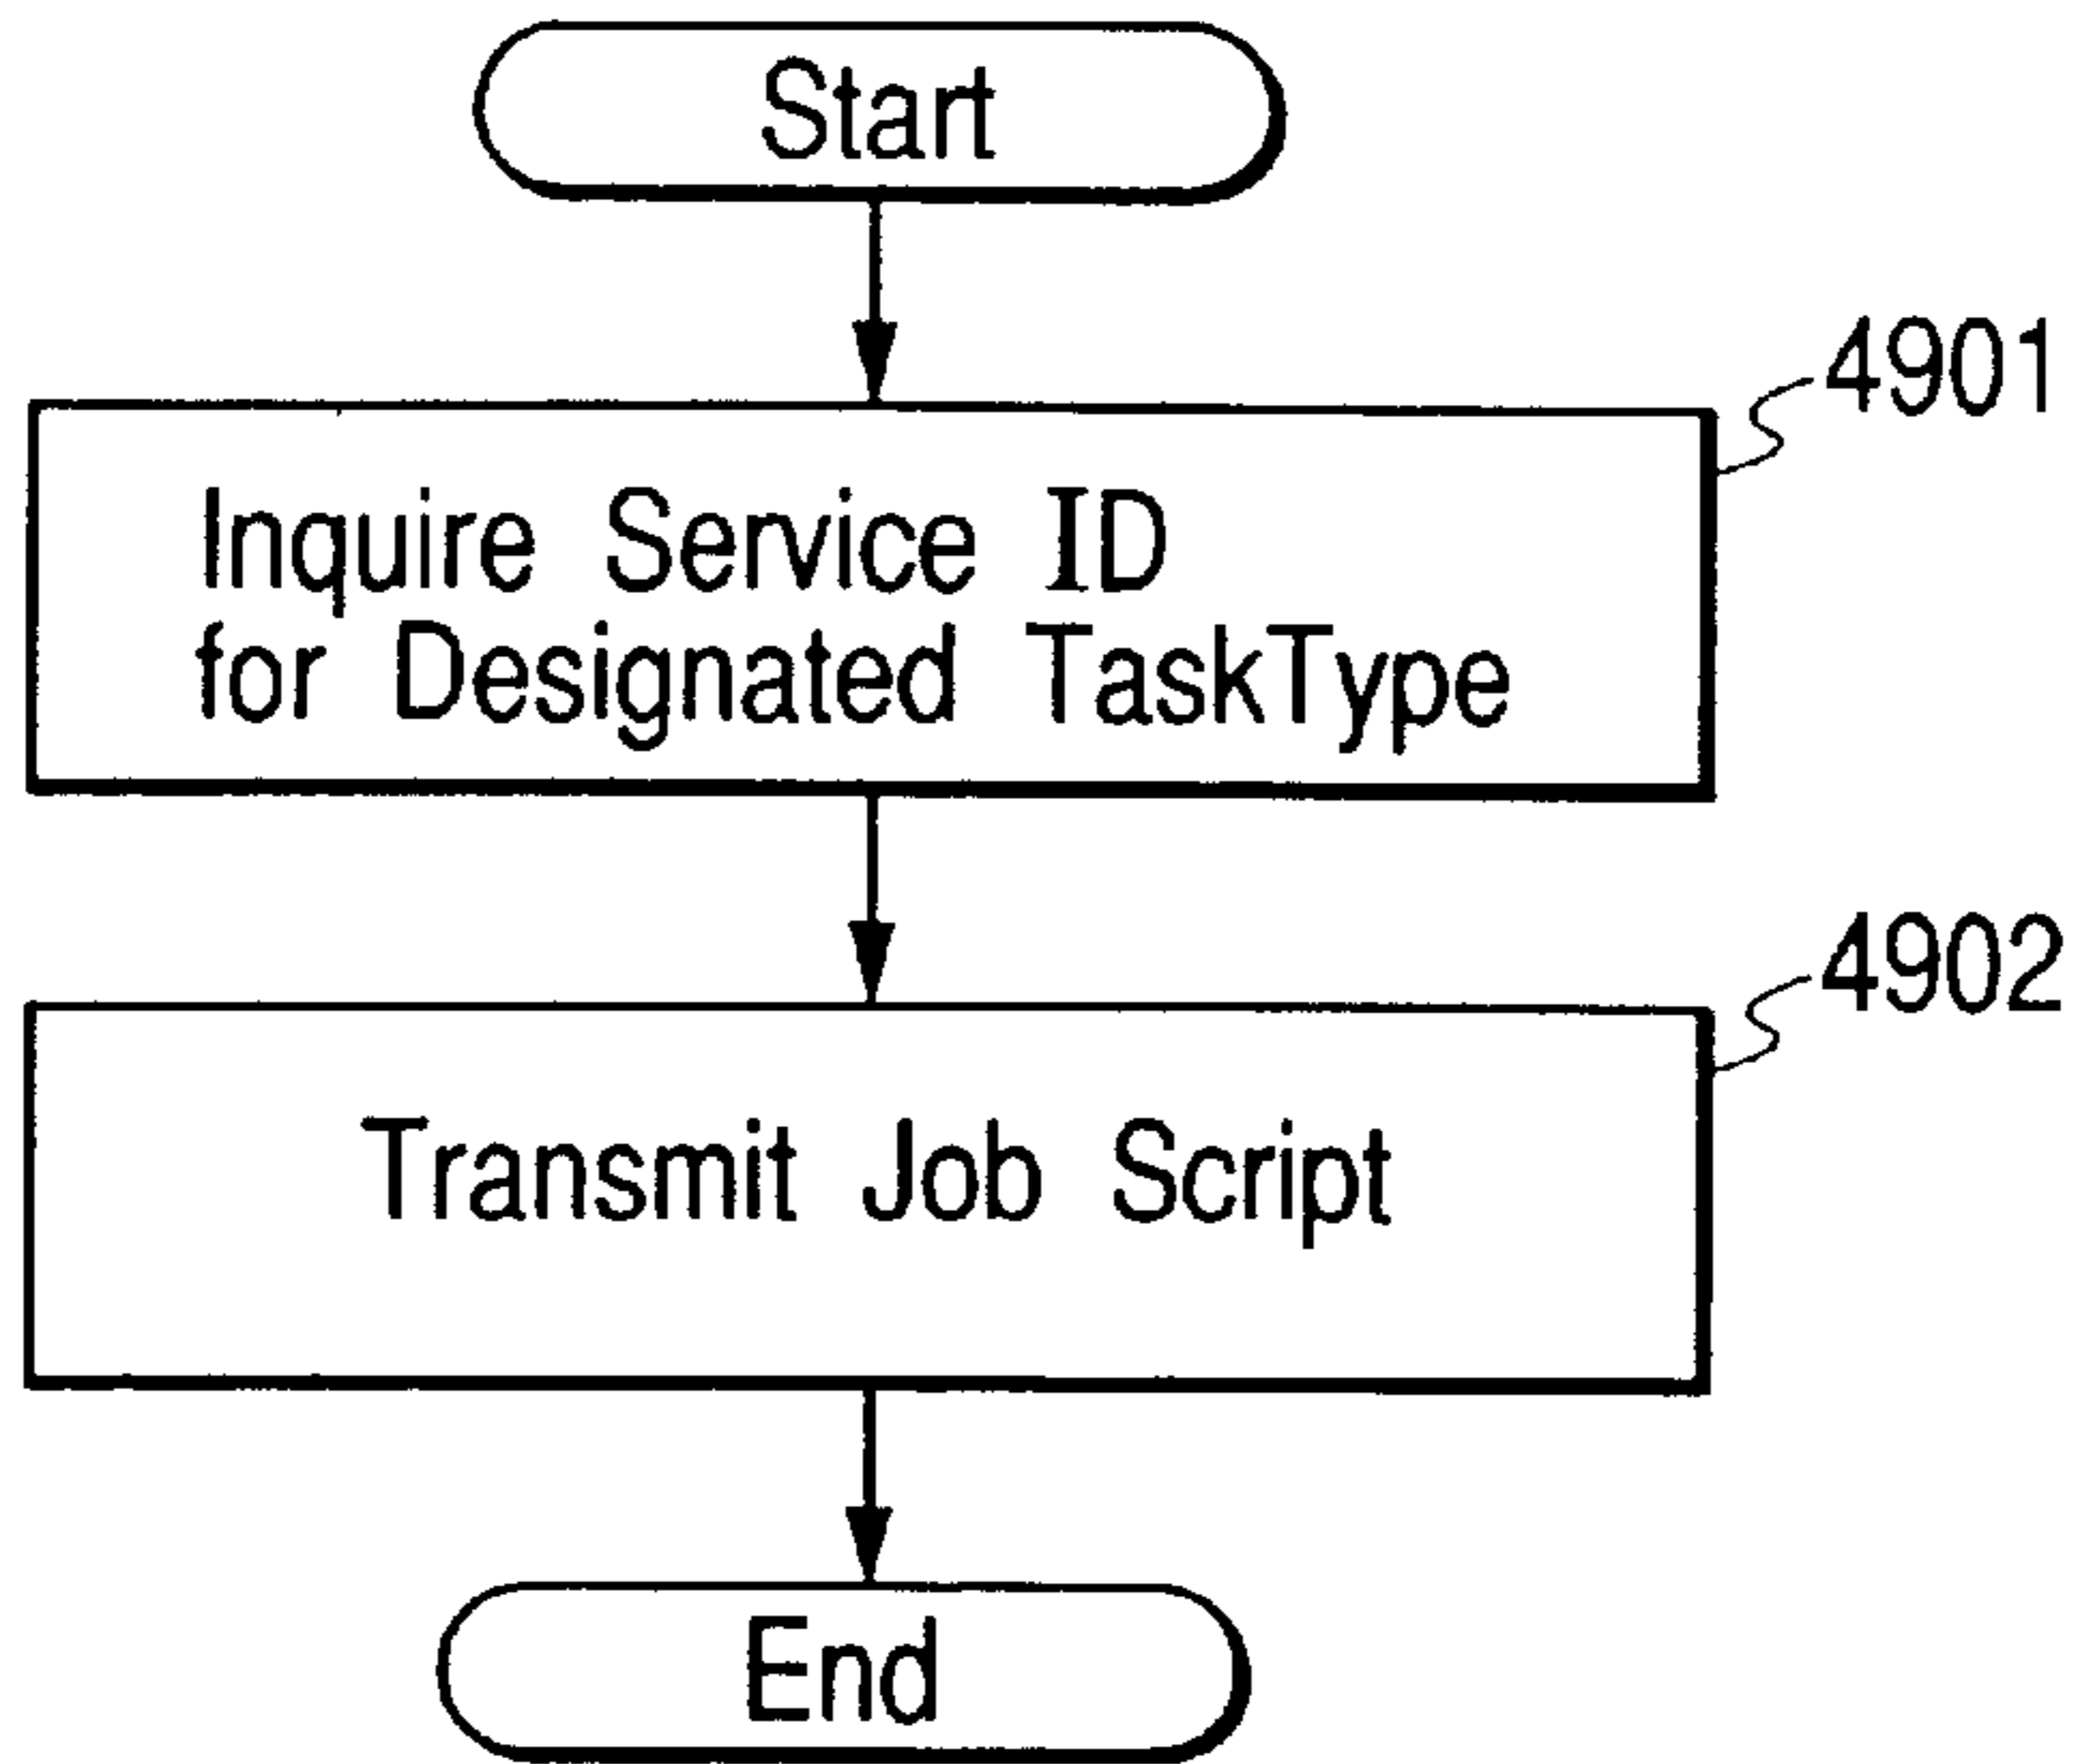 Start
4901
Inquire Service ID
for Designated TaskType
4902
Transmit Job Script
End